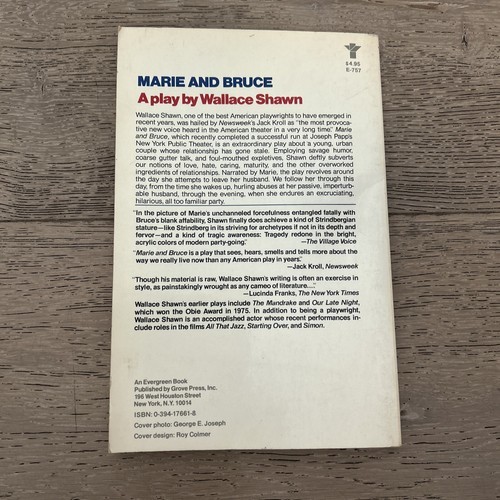 $4.95
E-757
MARIE AND BRUCE
A play by Wallace Shawn
Wallace Shawn, one of the best American playwrights to have emerged in
recent years, was hailed by Newsweek's Jack Kroll as "the most provoca-
tive new voice heard in the American theater in a very long time." Marie
and Bruce, which recently completed a successful run at Joseph Papp's
New York Public Theater, is an extraordinary play about a young, urban
couple whose relationship has gone stale. Employing savage humor,
coarse gutter talk, and foul-mouthed expletives, Shawn deftly subverts
our notions of love, hate, caring, maturity, and the other overworked
ingredients of relationships. Narrated by Marie, the play revolves around
the day she attempts to leave her husband. We follow her through this
day, from the time she wakes up, hurling abuses at her passive, imperturb-
able husband, through the evening, when she endures an excruciating,
hilarious, all too familiar party.
"In the picture of Marie's unchanneled forcefulness entangled fatally with
Bruce's blank affability, Shawn finally does achieve a kind of Strindbergian
stature—like Strindberg in its striving for archetypes if not in its depth and
fervor—and a kind of tragic awareness: Tragedy redone in the bright,
acrylic colors of modern party-going."
—The Village Voice
"Marie and Bruce is a play that sees, hears, smells and tells more about the
way we really live now than any American play in years."
—Jack Kroll, Newsweek
"Though his material is raw, Wallace Shawn's writing is often an exercise in
style, as painstakingly wrought as any cameo of literature...."
—Lucinda Franks, The New York Times
Wallace Shawn's earlier plays include The Mandrake and Our Late Night,
which won the Obie Award in 1975. In addition to being a playwright,
Wallace Shawn is an accomplished actor whose recent performances in-
clude roles in the films All That Jazz, Starting Over, and Simon.
An Evergreen Book
Published by Grove Press, Inc.
196 West Houston Street
New York, N.Y. 10014
ISBN: 0-394-17661-8
Cover photo: George E. Joseph
Cover design: Roy Colmer